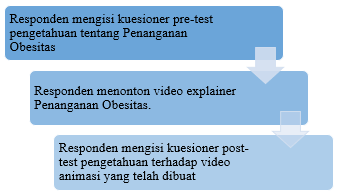 Responden mengisi kuesioner pre-test
pengetahuan tentang Penanganan
Obesitas
Responden menonton video explainer
Penanganan Obesitas.
Responden mengisi kuesioner post-
test pengetahuan terhadap video
animasi yang telah dibuat